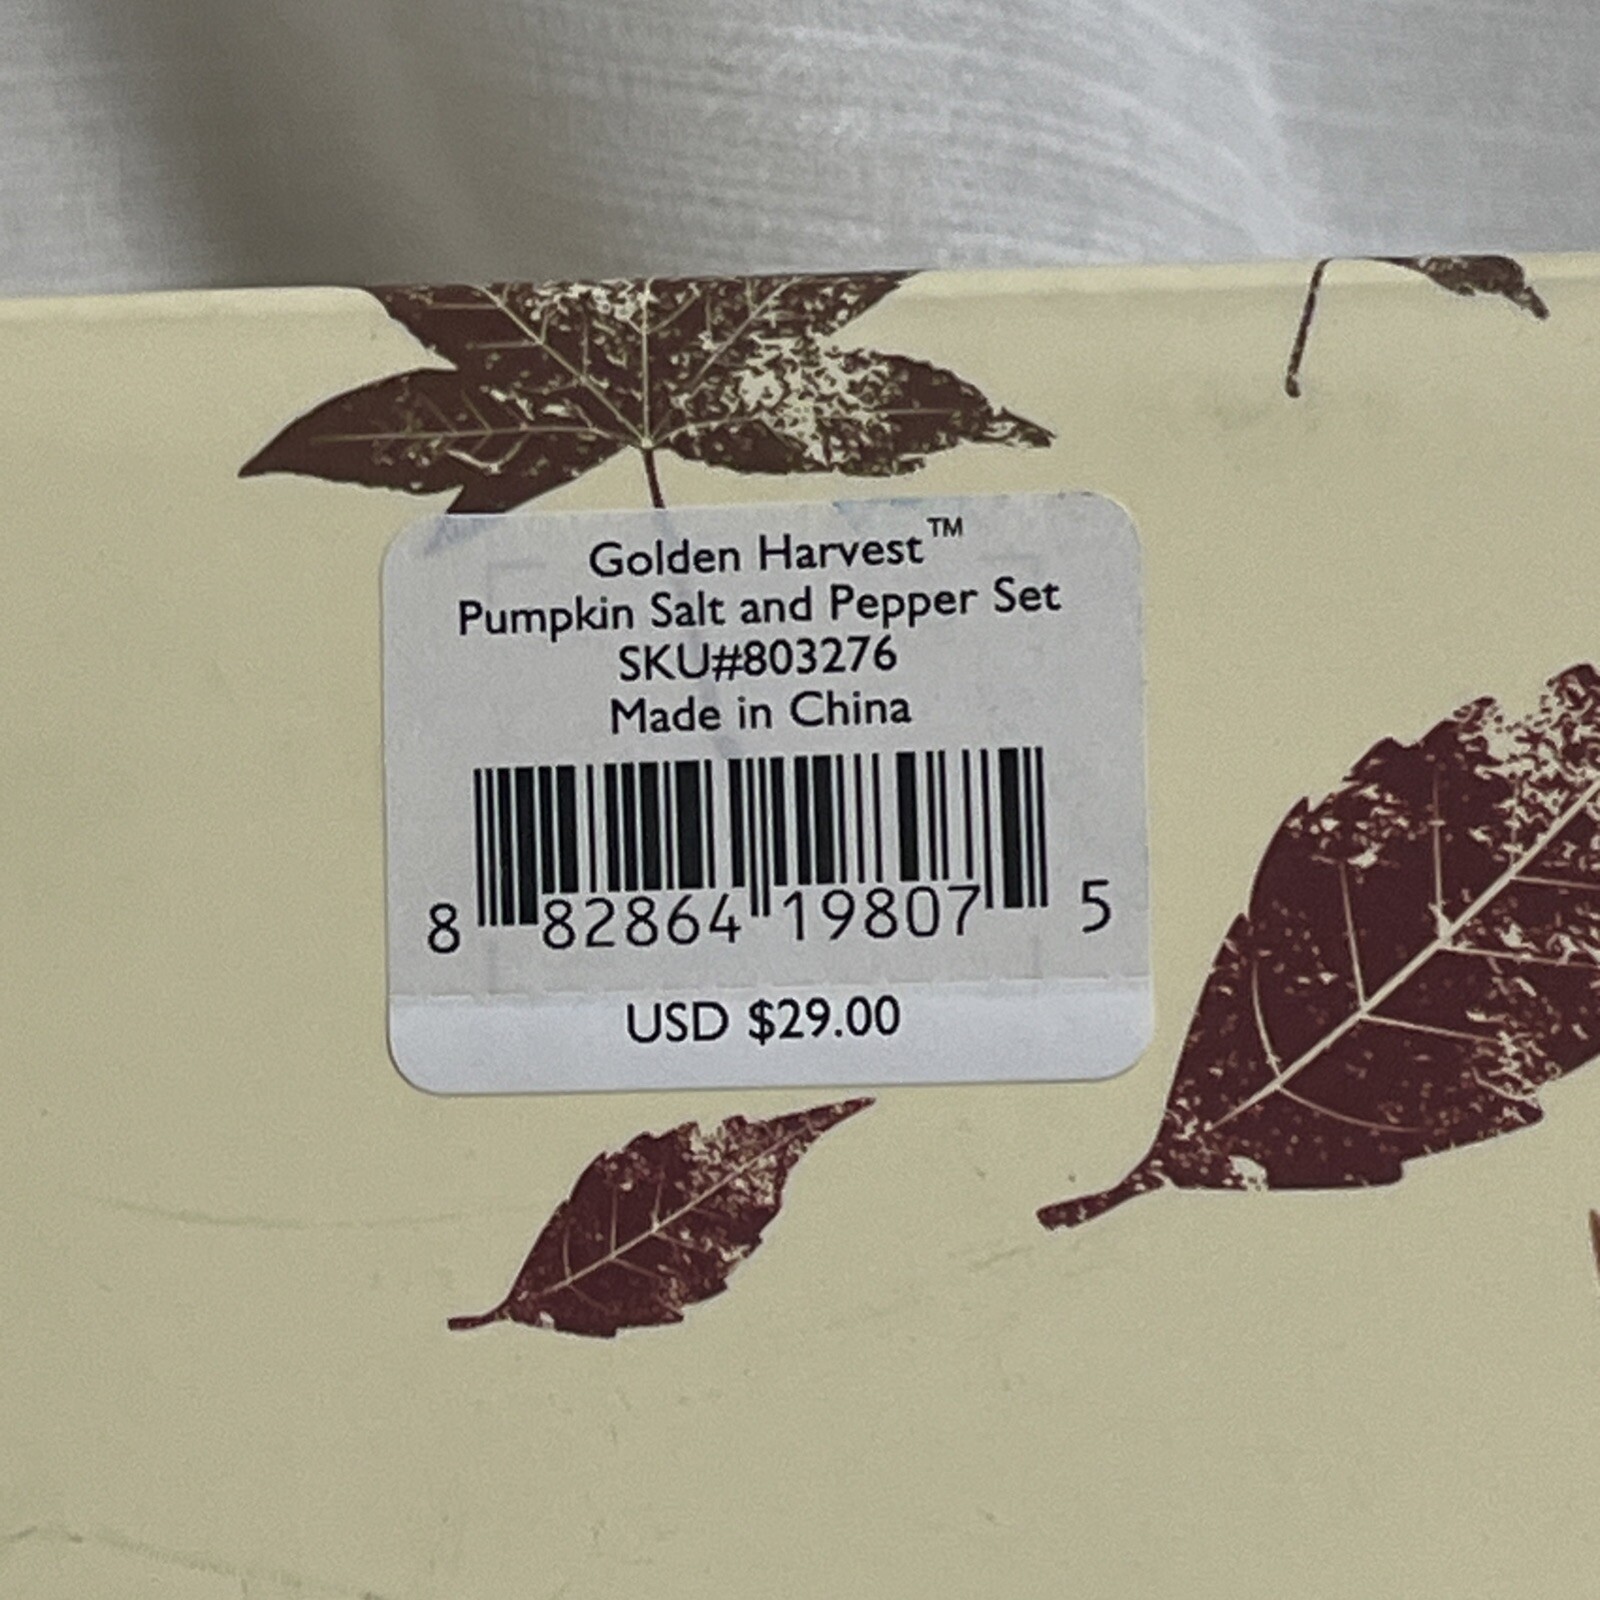 Golden Harvest™
Pumpkin Salt and Pepper Set
SKU#803276
Made in China
8 82864 19807 5
USD $29.00